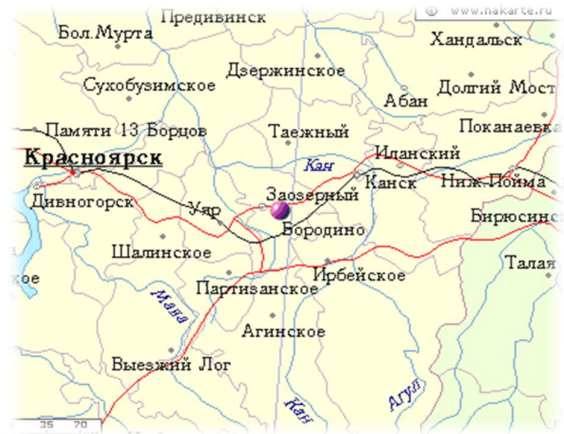 © www.nakarte.ru
Предивинск
Бол.Мурта
Хандальск
Дзержинское
Сухобузимское
Долгий Мост
Абан
Поканаевка
Памяти 13 Борцов
Таежный
Иланский
Красноярск
Кан
Канск
Ниж.Пойма
Заозерный
Дивногорск
Уяр
Бирюсинс
Бородино
Шалинское
Талая
Ирбейское
кое
Партизанское
Мана
Агинское
Выезжий Лог
Агул
Кан
35 70